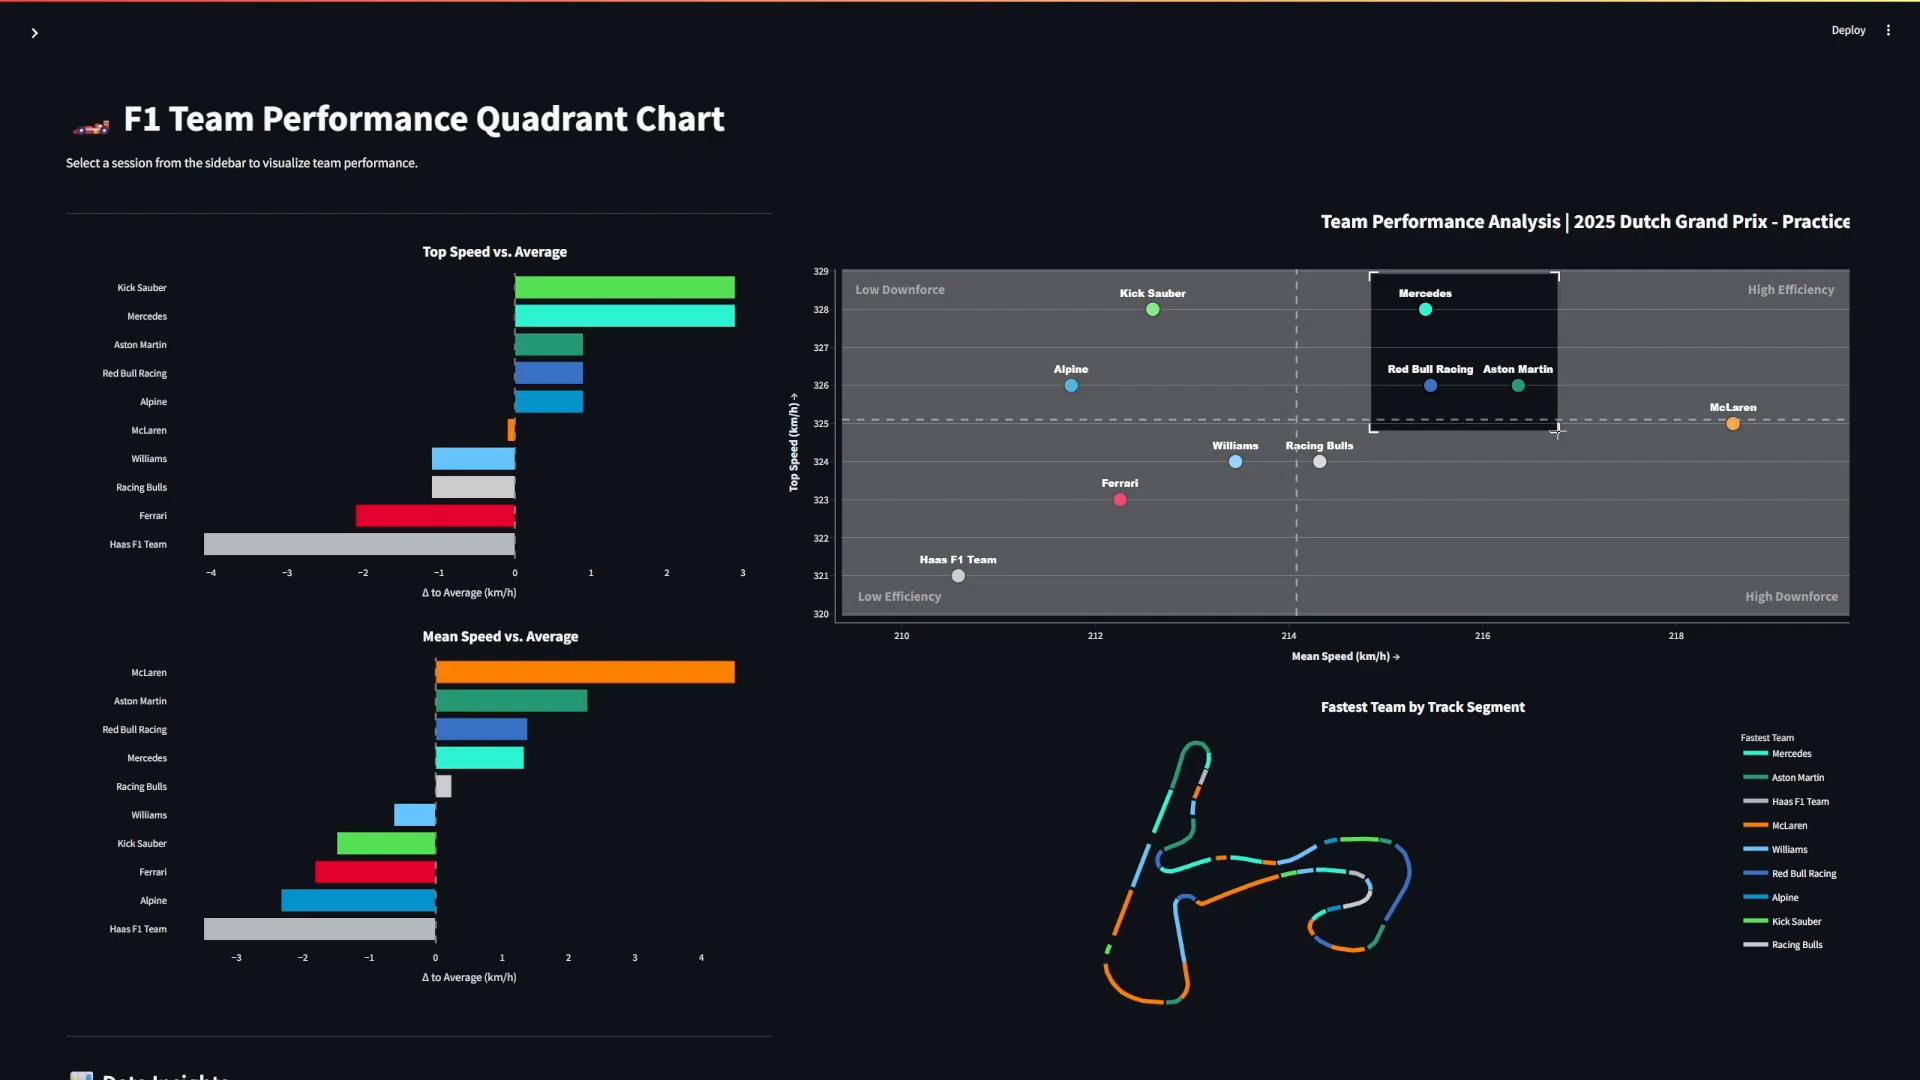 Deploy
F1 Team Performance Quadrant Chart
Select a session from the sidebar to visualize team performance.
Top Speed vs. Average
Kick Sauber
Mercedes
Aston Martin
Red Bull Racing
Alpine
McLaren
Williams
Racing Bulls
Ferrari
Haas F1 Team
−4 −3 −2 −1 0 1 2 3
Δ to Average (km/h)
Mean Speed vs. Average
McLaren
Aston Martin
Red Bull Racing
Mercedes
Racing Bulls
Williams
Kick Sauber
Ferrari
Alpine
Haas F1 Team
−3 −2 −1 0 1 2 3 4
Δ to Average (km/h)
Team Performance Analysis | 2025 Dutch Grand Prix - Practice
Top Speed (km/h) →
329
328
327
326
325
324
323
322
321
320
Low Downforce
High Efficiency
Kick Sauber
Mercedes
Alpine
Red Bull Racing
Aston Martin
McLaren
Williams
Racing Bulls
Ferrari
Haas F1 Team
Low Efficiency
High Downforce
210 212 214 216 218
Mean Speed (km/h) →
Fastest Team by Track Segment
Fastest Team
Mercedes
Aston Martin
Haas F1 Team
McLaren
Williams
Red Bull Racing
Alpine
Kick Sauber
Racing Bulls
Data Insights